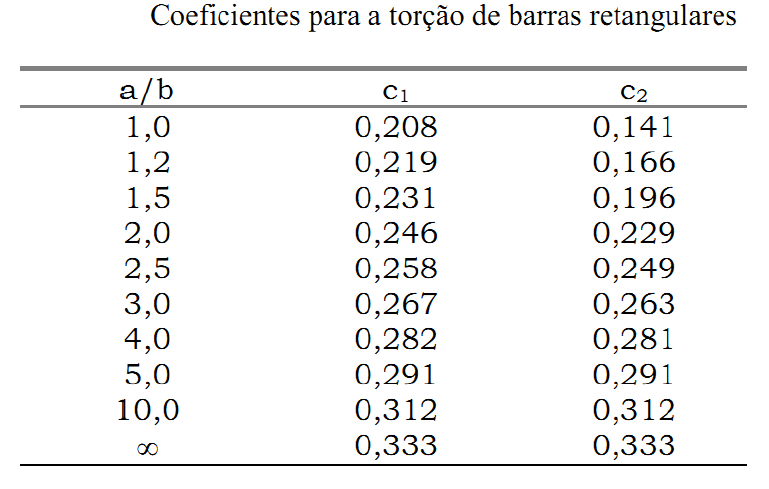 Coeficientes para a torção de barras retangulares
a/b c₁ c₂
1,0 0,208 0,141
1,2 0,219 0,166
1,5 0,231 0,196
2,0 0,246 0,229
2,5 0,258 0,249
3,0 0,267 0,263
4,0 0,282 0,281
5,0 0,291 0,291
10,0 0,312 0,312
∞ 0,333 0,333